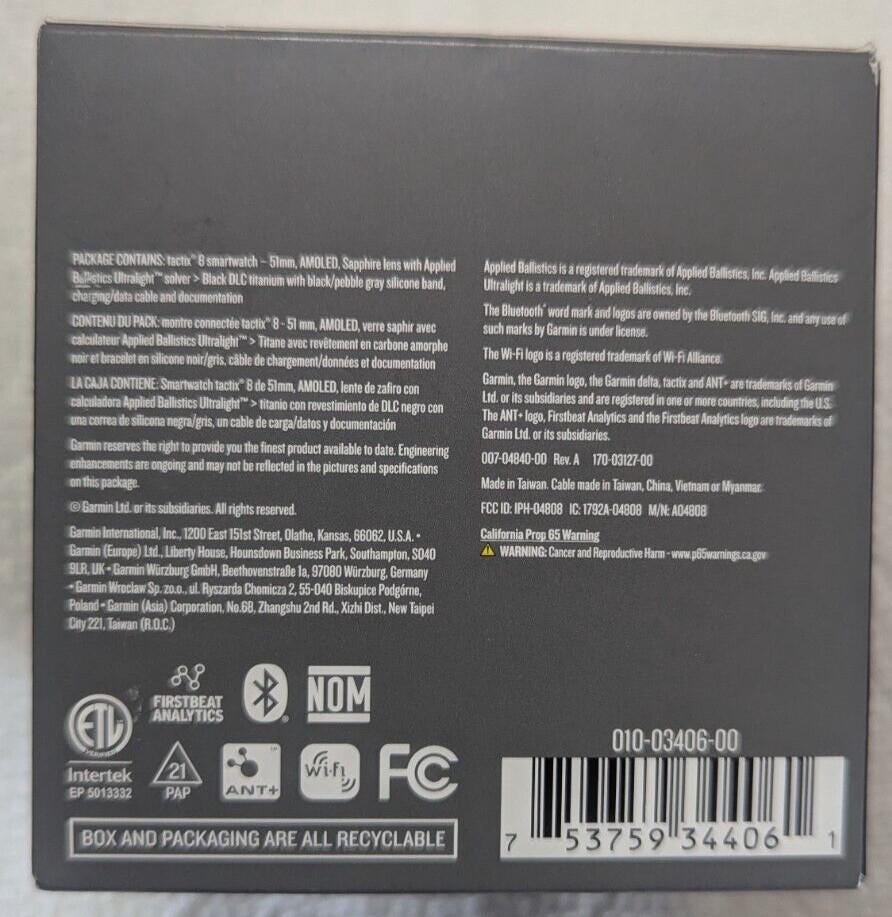 PACKAGE CONTAINS: tactix® 8 smartwatch – 51mm, AMOLED, Sapphire lens with Applied
Ballistics Ultralight™ solver > Black DLC titanium with black/pebble gray silicone band,
charging/data cable and documentation
CONTENU DU PACK: montre connectée tactix® 8 - 51 mm, AMOLED, verre saphir avec
calculateur Applied Ballistics Ultralight™ > Titane avec revêtement en carbone amorphe
noir et bracelet en silicone noir/gris, câble de chargement/données et documentation
LA CAJA CONTIENE: Smartwatch tactix® 8 de 51mm, AMOLED, lente de zafiro con
calculadora Applied Ballistics Ultralight™ > titanio con revestimiento de DLC negro con
una correa de silicona negra/gris, un cable de carga/datos y documentación
Garmin reserves the right to provide you the finest product available to date. Engineering
enhancements are ongoing and may not be reflected in the pictures and specifications
on this package.
© Garmin Ltd. or its subsidiaries. All rights reserved.
Garmin International, Inc., 1200 East 151st Street, Olathe, Kansas, 66062, U.S.A. •
Garmin (Europe) Ltd., Liberty House, Hounsdown Business Park, Southampton, SO40
9LR, UK • Garmin Würzburg GmbH, Beethovenstraße 1a, 97080 Würzburg, Germany
• Garmin Wroclaw Sp. zo.o., ul. Ryszarda Chomicza 2, 55-040 Biskupice Podgórne,
Poland • Garmin (Asia) Corporation, No.68, Zhangshu 2nd Rd., Xizhi Dist., New Taipei
City 221, Taiwan (R.O.C.)
Applied Ballistics is a registered trademark of Applied Ballistics, Inc. Applied Ballistics
Ultralight is a trademark of Applied Ballistics, Inc.
The Bluetooth® word mark and logos are owned by the Bluetooth SIG, Inc. and any use of
such marks by Garmin is under license.
The Wi-Fi logo is a registered trademark of Wi-Fi Alliance.
Garmin, the Garmin logo, the Garmin delta, tactix and ANT+ are trademarks of Garmin
Ltd. or its subsidiaries and are registered in one or more countries, including the U.S.
The ANT+ logo, Firstbeat Analytics and the Firstbeat Analytics logo are trademarks of
Garmin Ltd. or its subsidiaries.
007-04840-00 Rev. A 170-03127-00
Made in Taiwan. Cable made in Taiwan, China, Vietnam or Myanmar.
FCC ID: IPH-04808 IC: 1792A-04808 M/N: A04808
California Prop 65 Warning
WARNING: Cancer and Reproductive Harm - www.p65warnings.ca.gov
FIRSTBEAT
ANALYTICS
NOM
ETL
VERIFIED
Intertek
EP 5013332
21
PAP
ANT+
Wi-Fi
FC
BOX AND PACKAGING ARE ALL RECYCLABLE
010-03406-00
7 53759 34406 1